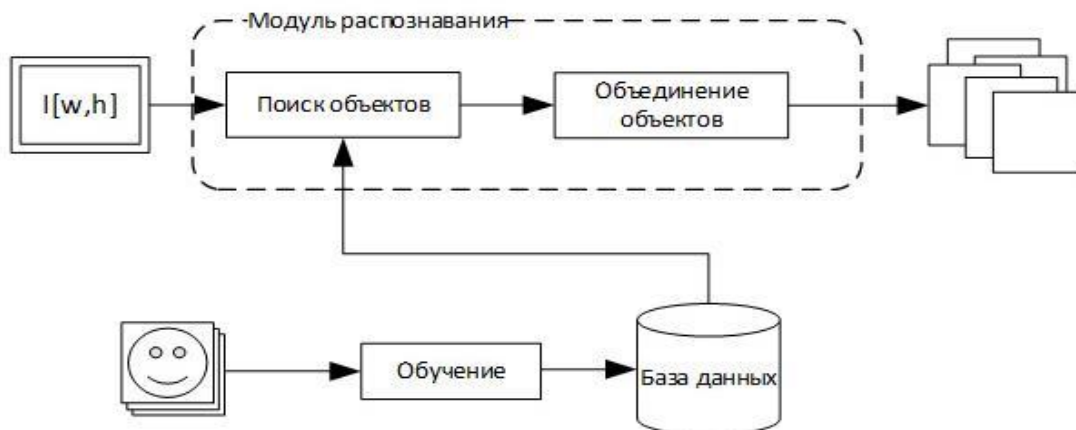 Модуль распознавания
I[w,h]
Поиск объектов
Объединение
объектов
Обучение
База данных